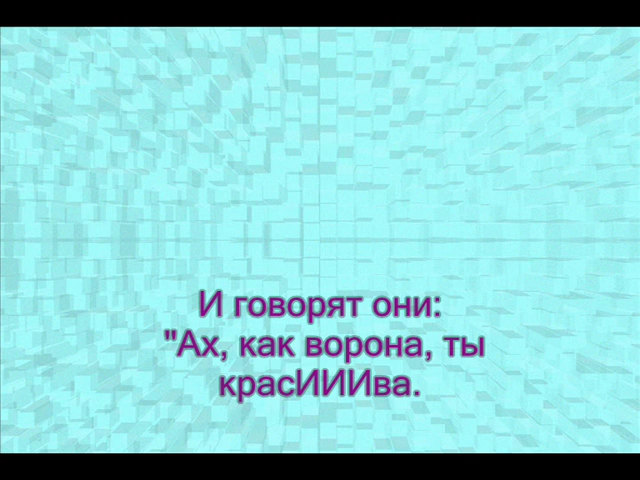 И говорят они:
"Ах, как ворона, ты
красИИИва.